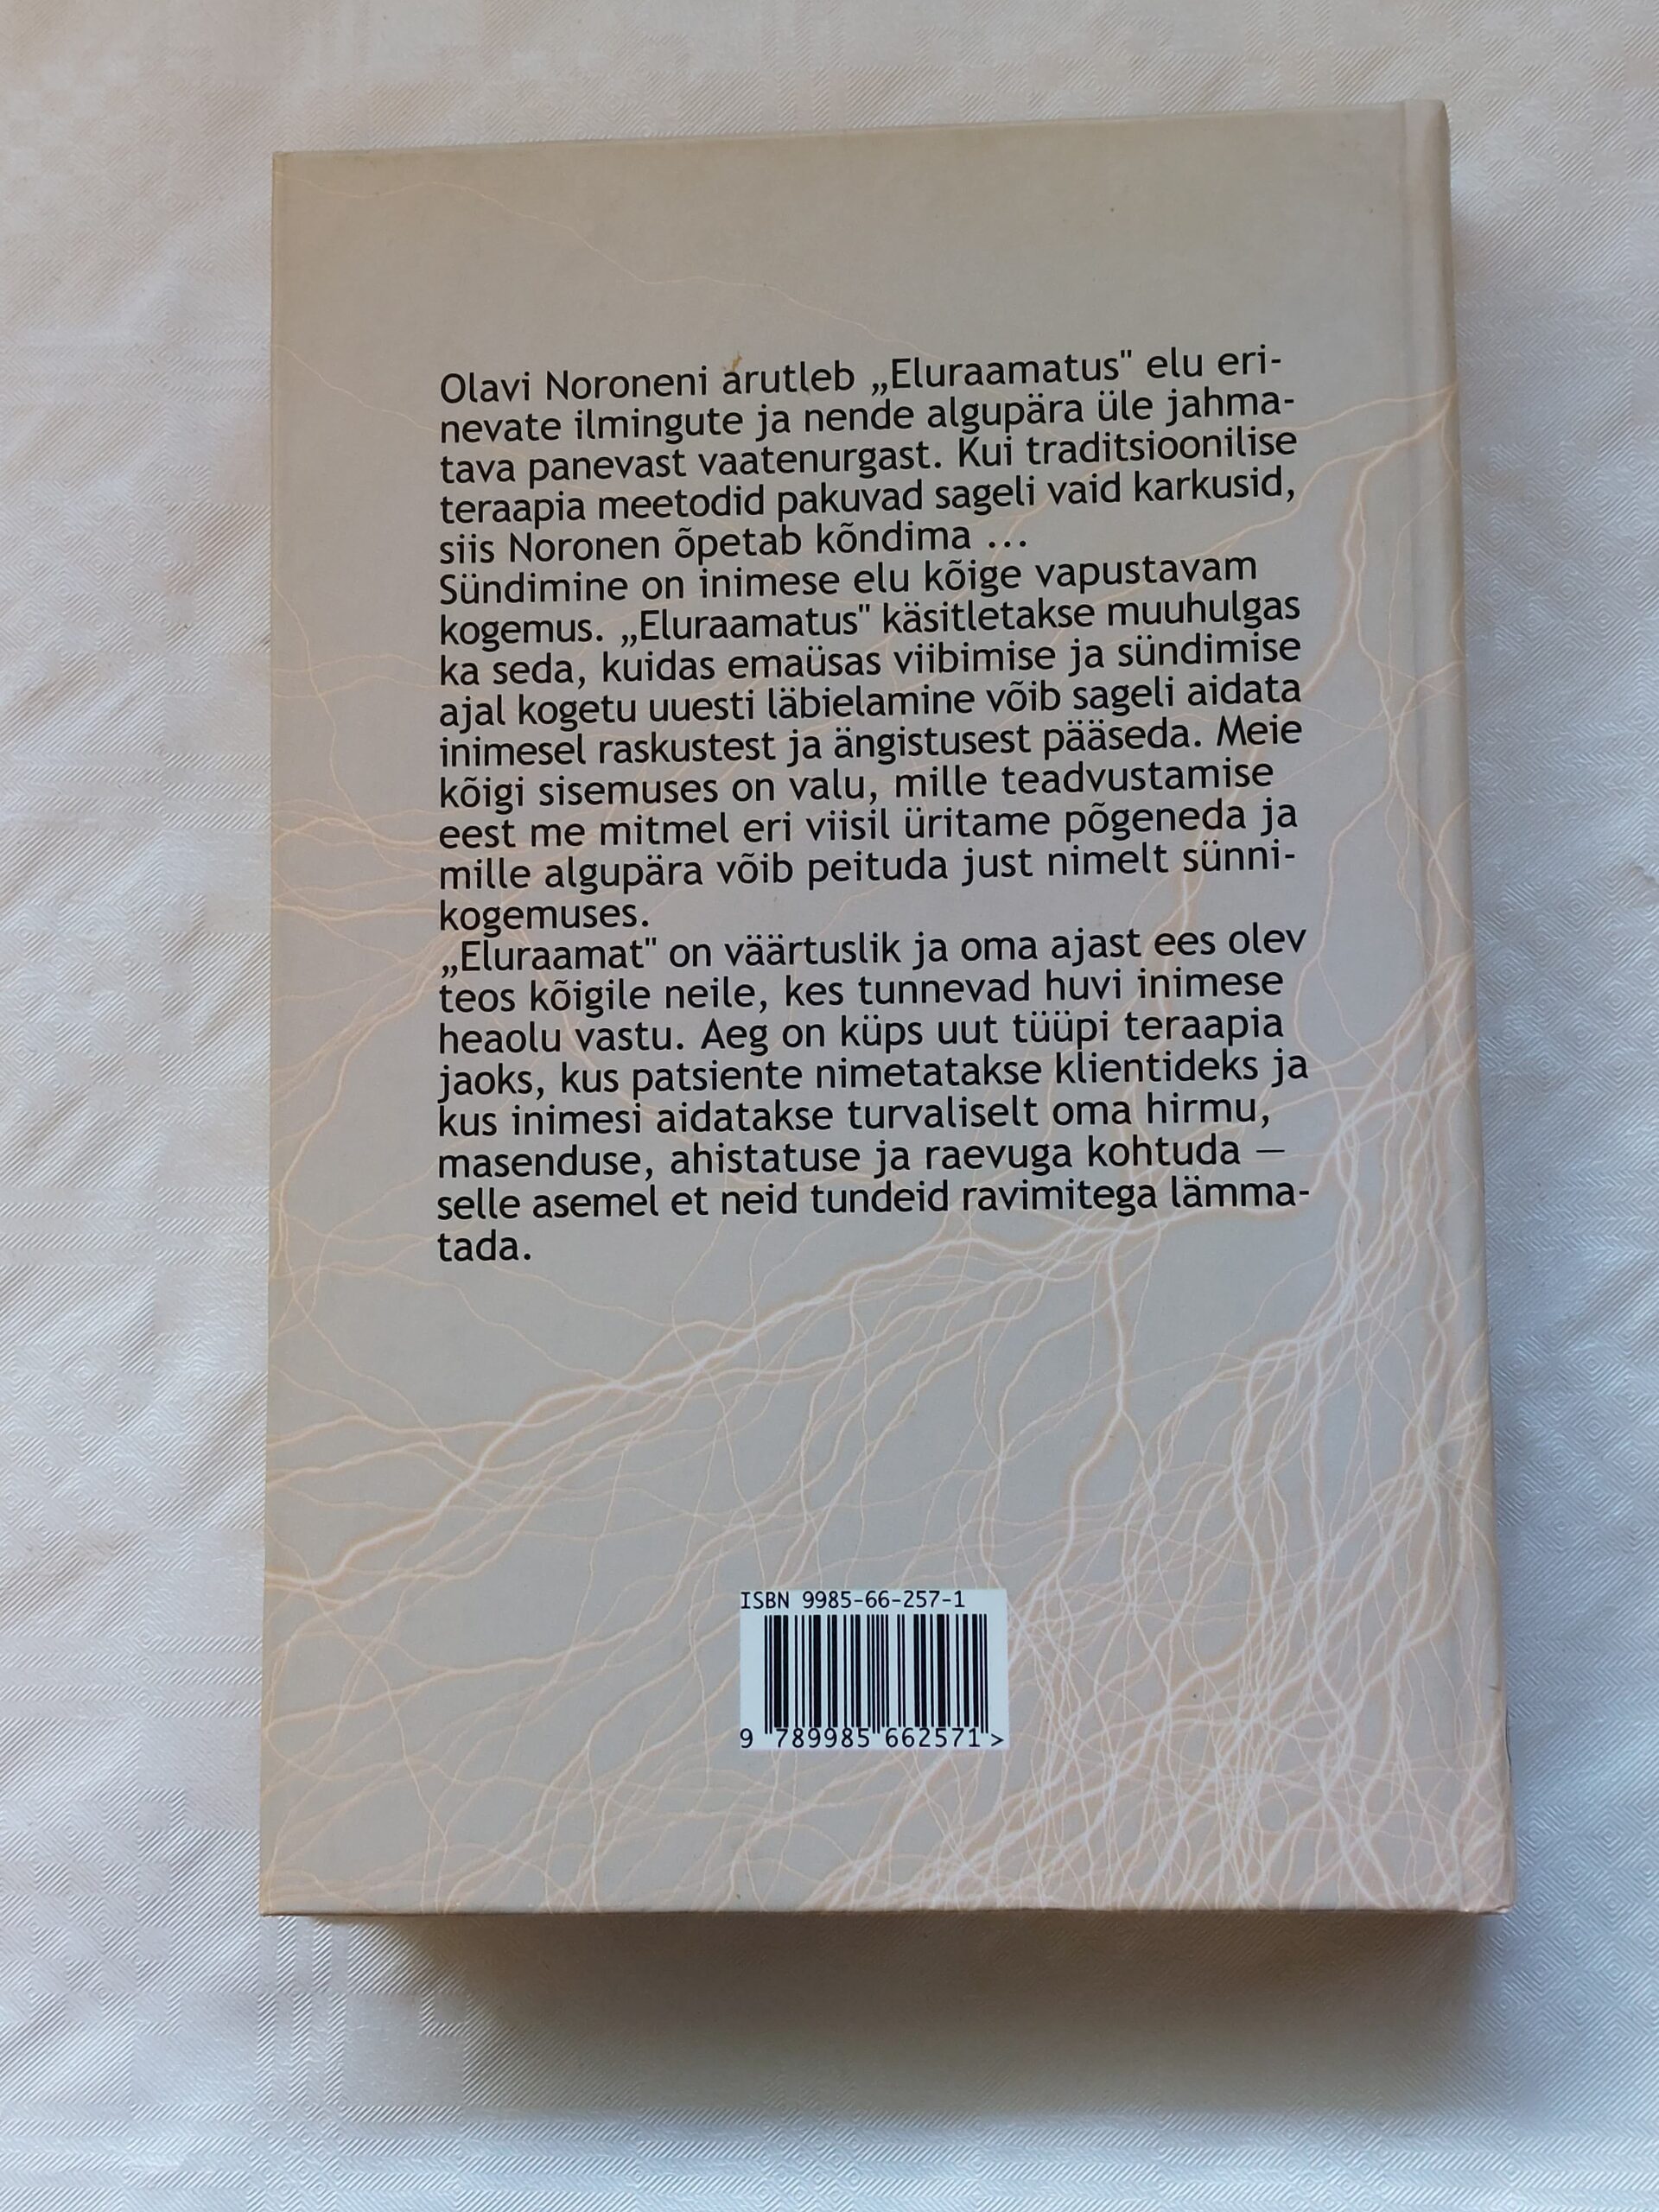 Olavi Noroneni arutleb „Eluraamatus" elu eri-
nevate ilmingute ja nende algupära üle jahma-
tava panevast vaatenurgast. Kui traditsioonilise
teraapia meetodid pakuvad sageli vaid karkusid,
siis Noronen õpetab kõndima ...
Sündimine on inimese elu kõige vapustavam
kogemus. „Eluraamatus" käsitletakse muuhulgas
ka seda, kuidas emaüsas viibimise ja sündimise
ajal kogetu uuesti läbielamine võib sageli aidata
inimesel raskustest ja ängistusest pääseda. Meie
kõigi sisemuses on valu, mille teadvustamise
eest me mitmel eri viisil üritame põgeneda ja
mille algupära võib peituda just nimelt sünni-
kogemuses.
„Eluraamat" on väärtuslik ja oma ajast ees olev
teos kõigile neile, kes tunnevad huvi inimese
heaolu vastu. Aeg on küps uut tüüpi teraapia
jaoks, kus patsiente nimetatakse klientideks ja
kus inimesi aidatakse turvaliselt oma hirmu,
masenduse, ahistatuse ja raevuga kohtuda —
selle asemel et neid tundeid ravimitega lämma-
tada.
ISBN 9985-66-257-1
9 789985 662571 >